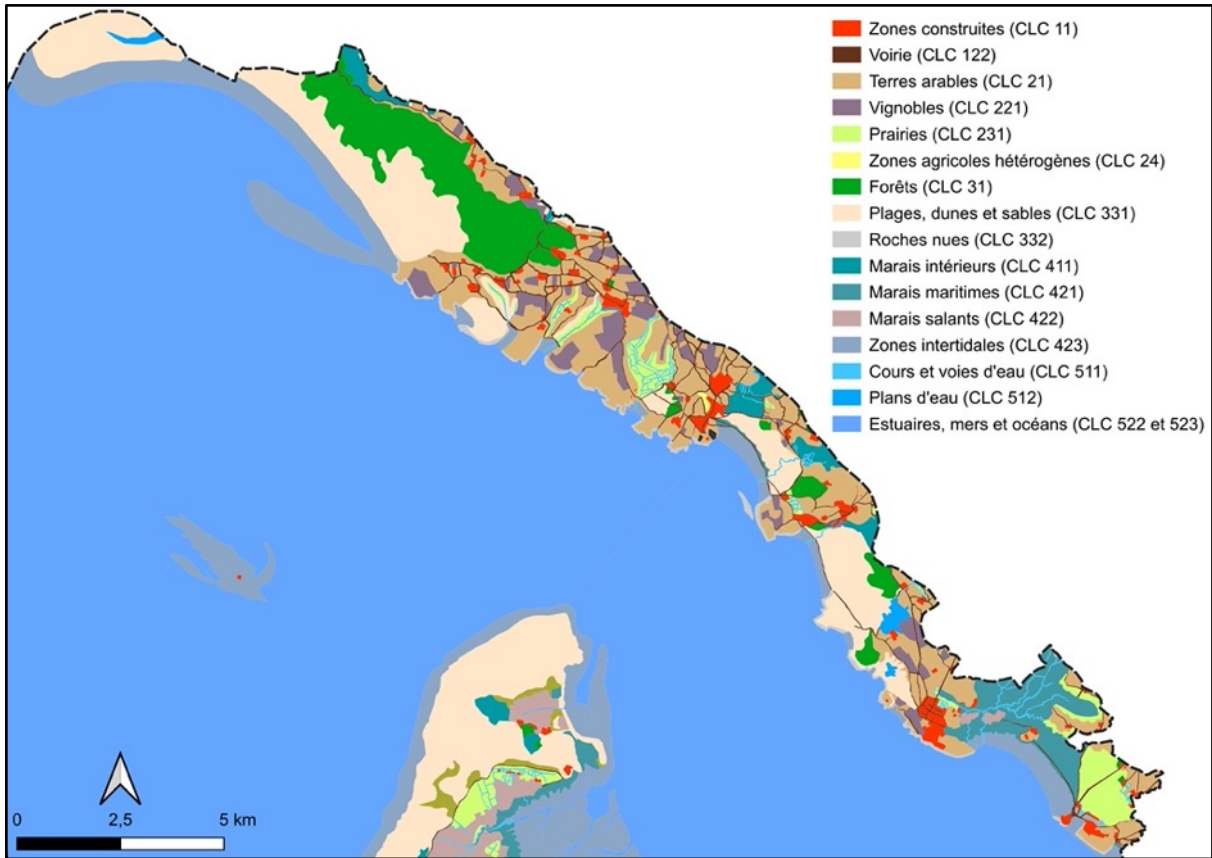 Zones construites (CLC 11)
Voirie (CLC 122)
Terres arables (CLC 21)
Vignobles (CLC 221)
Prairies (CLC 231)
Zones agricoles hétérogènes (CLC 24)
Forêts (CLC 31)
Plages, dunes et sables (CLC 331)
Roches nues (CLC 332)
Marais intérieurs (CLC 411)
Marais maritimes (CLC 421)
Marais salants (CLC 422)
Zones intertidales (CLC 423)
Cours et voies d'eau (CLC 511)
Plans d'eau (CLC 512)
Estuaires, mers et océans (CLC 522 et 523)
0 2,5 5 km